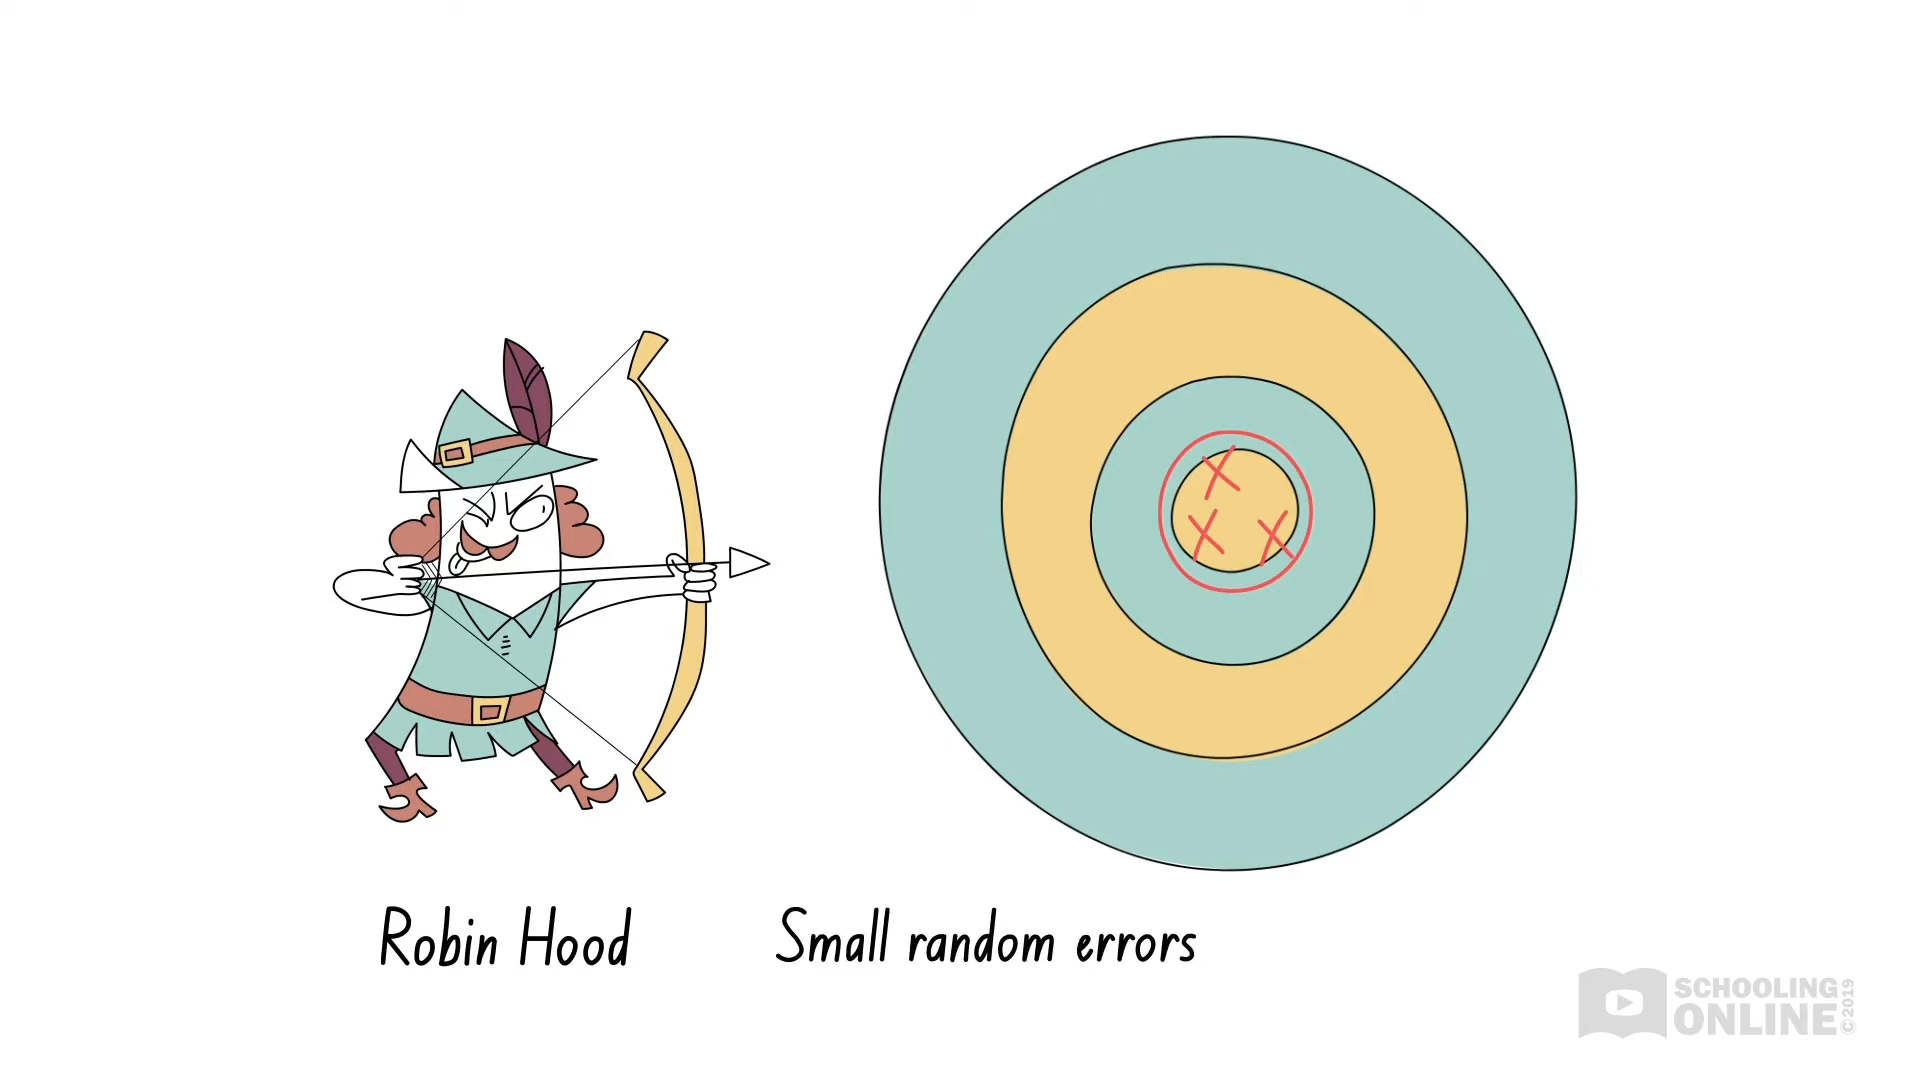 Robin Hood
Small random errors
SCHOOLING
ONLINE
©2019